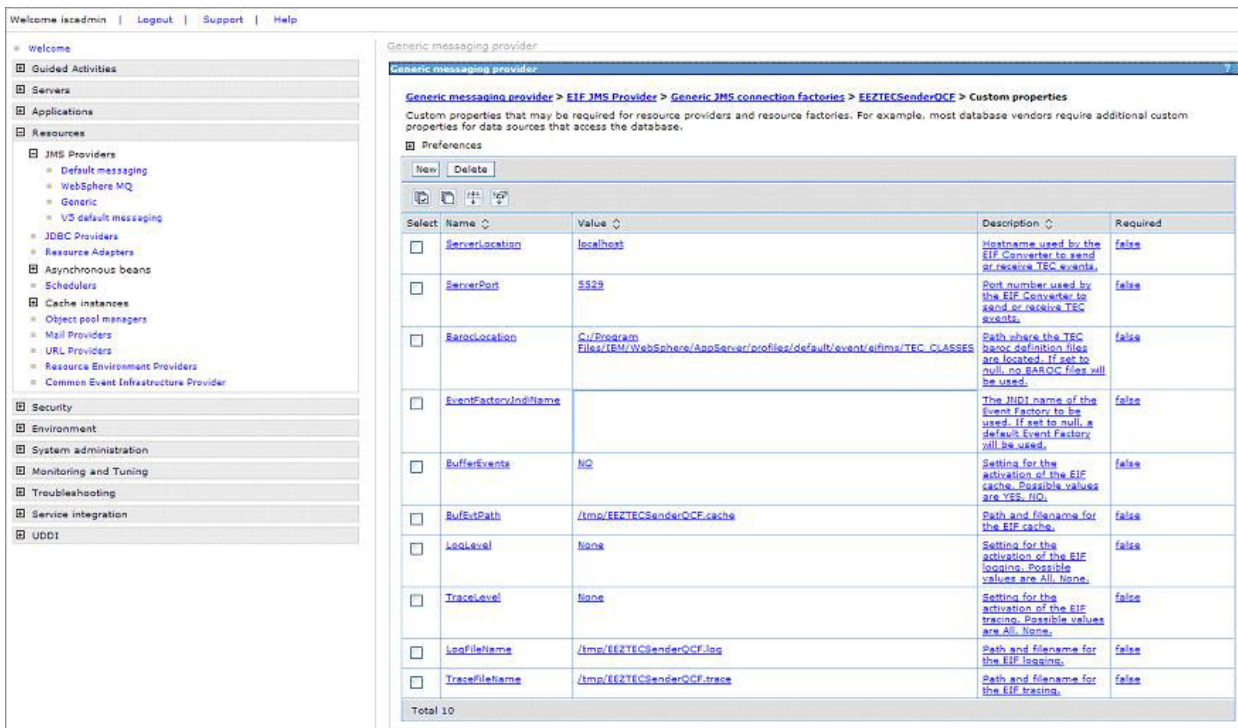 Welcome iscadmin | Logout | Support | Help
Welcome
Guided Activities
Servers
Applications
Resources
JMS Providers
Default messaging
WebSphere MQ
Generic
V5 default messaging
JDBC Providers
Resource Adapters
Asynchronous beans
Schedulers
Cache instances
Object pool managers
Mail Providers
URL Providers
Resource Environment Providers
Common Event Infrastructure Provider
Security
Environment
System administration
Monitoring and Tuning
Troubleshooting
Service integration
UDDI
Generic messaging provider
Generic messaging provider ?
Generic messaging provider > EIF JMS Provider > Generic JMS connection factories > EEZTECSenderQCF > Custom properties
Custom properties that may be required for resource providers and resource factories. For example, most database vendors require additional custom
properties for data sources that access the database.
Preferences
New Delete
Select Name Value Description Required
ServerLocation localhost Hostname used by the false
EIF Converter to send
or receive TEC events.
ServerPort 5529 Port number used by false
the EIF Converter to
send or receive TEC
events.
BarocLocation C:/Program Path where the TEC false
Files/IBM/WebSphere/AppServer/profiles/default/event/eifjms/TEC_CLASSES baroc definition files
are located. If set to
null, no BAROC files will
be used.
EventFactoryJndiName The JNDI name of the false
Event Factory to be
used. If set to null, a
default Event Factory
will be used.
BufferEvents NO Setting for the false
activation of the EIF
cache. Possible values
are YES, NO.
BufEvtPath /tmp/EEZTECSenderQCF.cache Path and filename for false
the EIF cache.
LogLevel None Setting for the false
activation of the EIF
logging. Possible
values are All, None.
TraceLevel None Setting for the false
activation of the EIF
tracing. Possible values
are All, None.
LogFileName /tmp/EEZTECSenderQCF.log Path and filename for false
the EIF logging.
TraceFileName /tmp/EEZTECSenderQCF.trace Path and filename for false
the EIF tracing.
Total 10